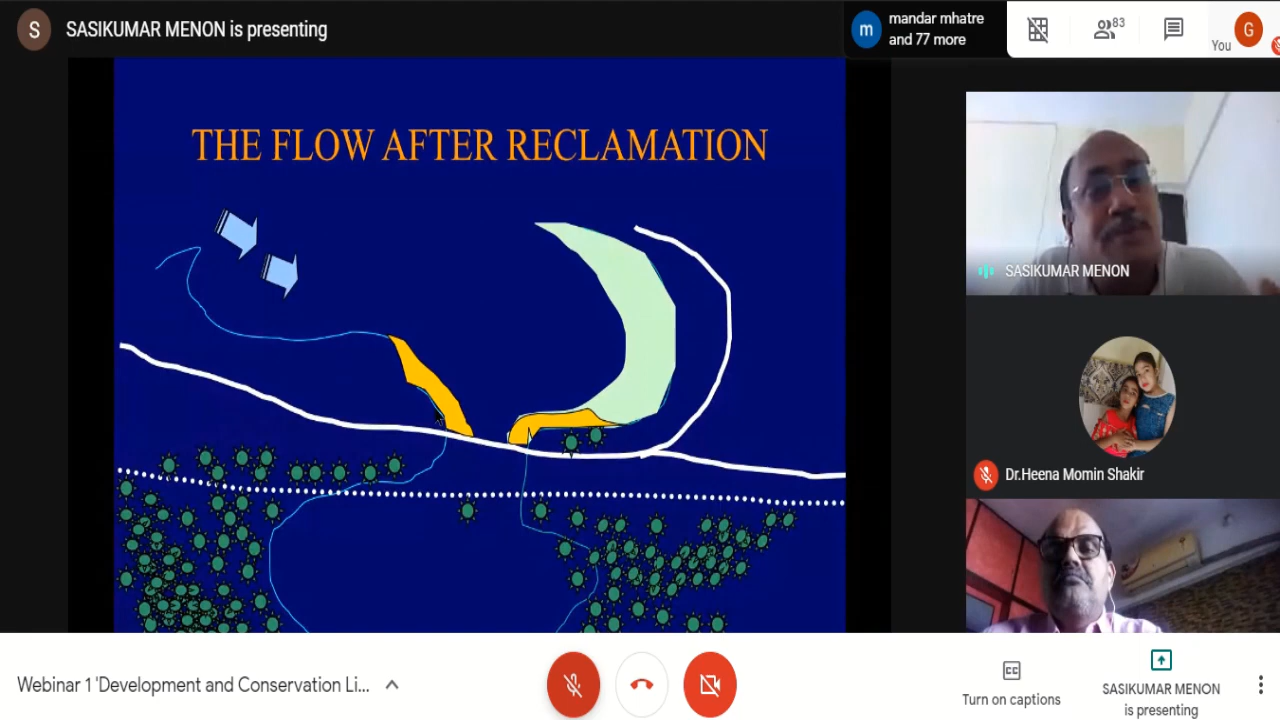 S
SASIKUMAR MENON is presenting
m
mandar mhatre
and 77 more
83
You
G
THE FLOW AFTER RECLAMATION
SASIKUMAR MENON
Dr.Heena Momin Shakir
Webinar 1 'Development and Conservation Li...
CC
Turn on captions
SASIKUMAR MENON
is presenting